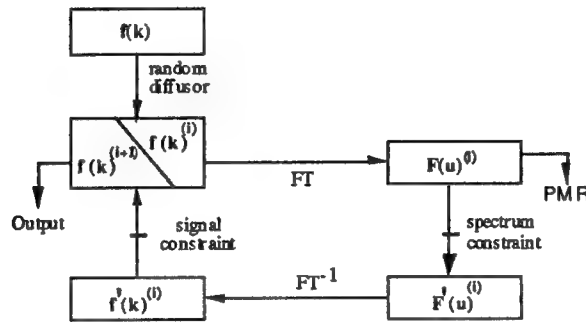 f(k)
random
diffusor
f(k)^(i+1)
f(k)^(i)
FT
F(u)^(i)
PMF
Output
signal
constraint
spectrum
constraint
f'(k)^(i)
FT^-1
F'(u)^(i)